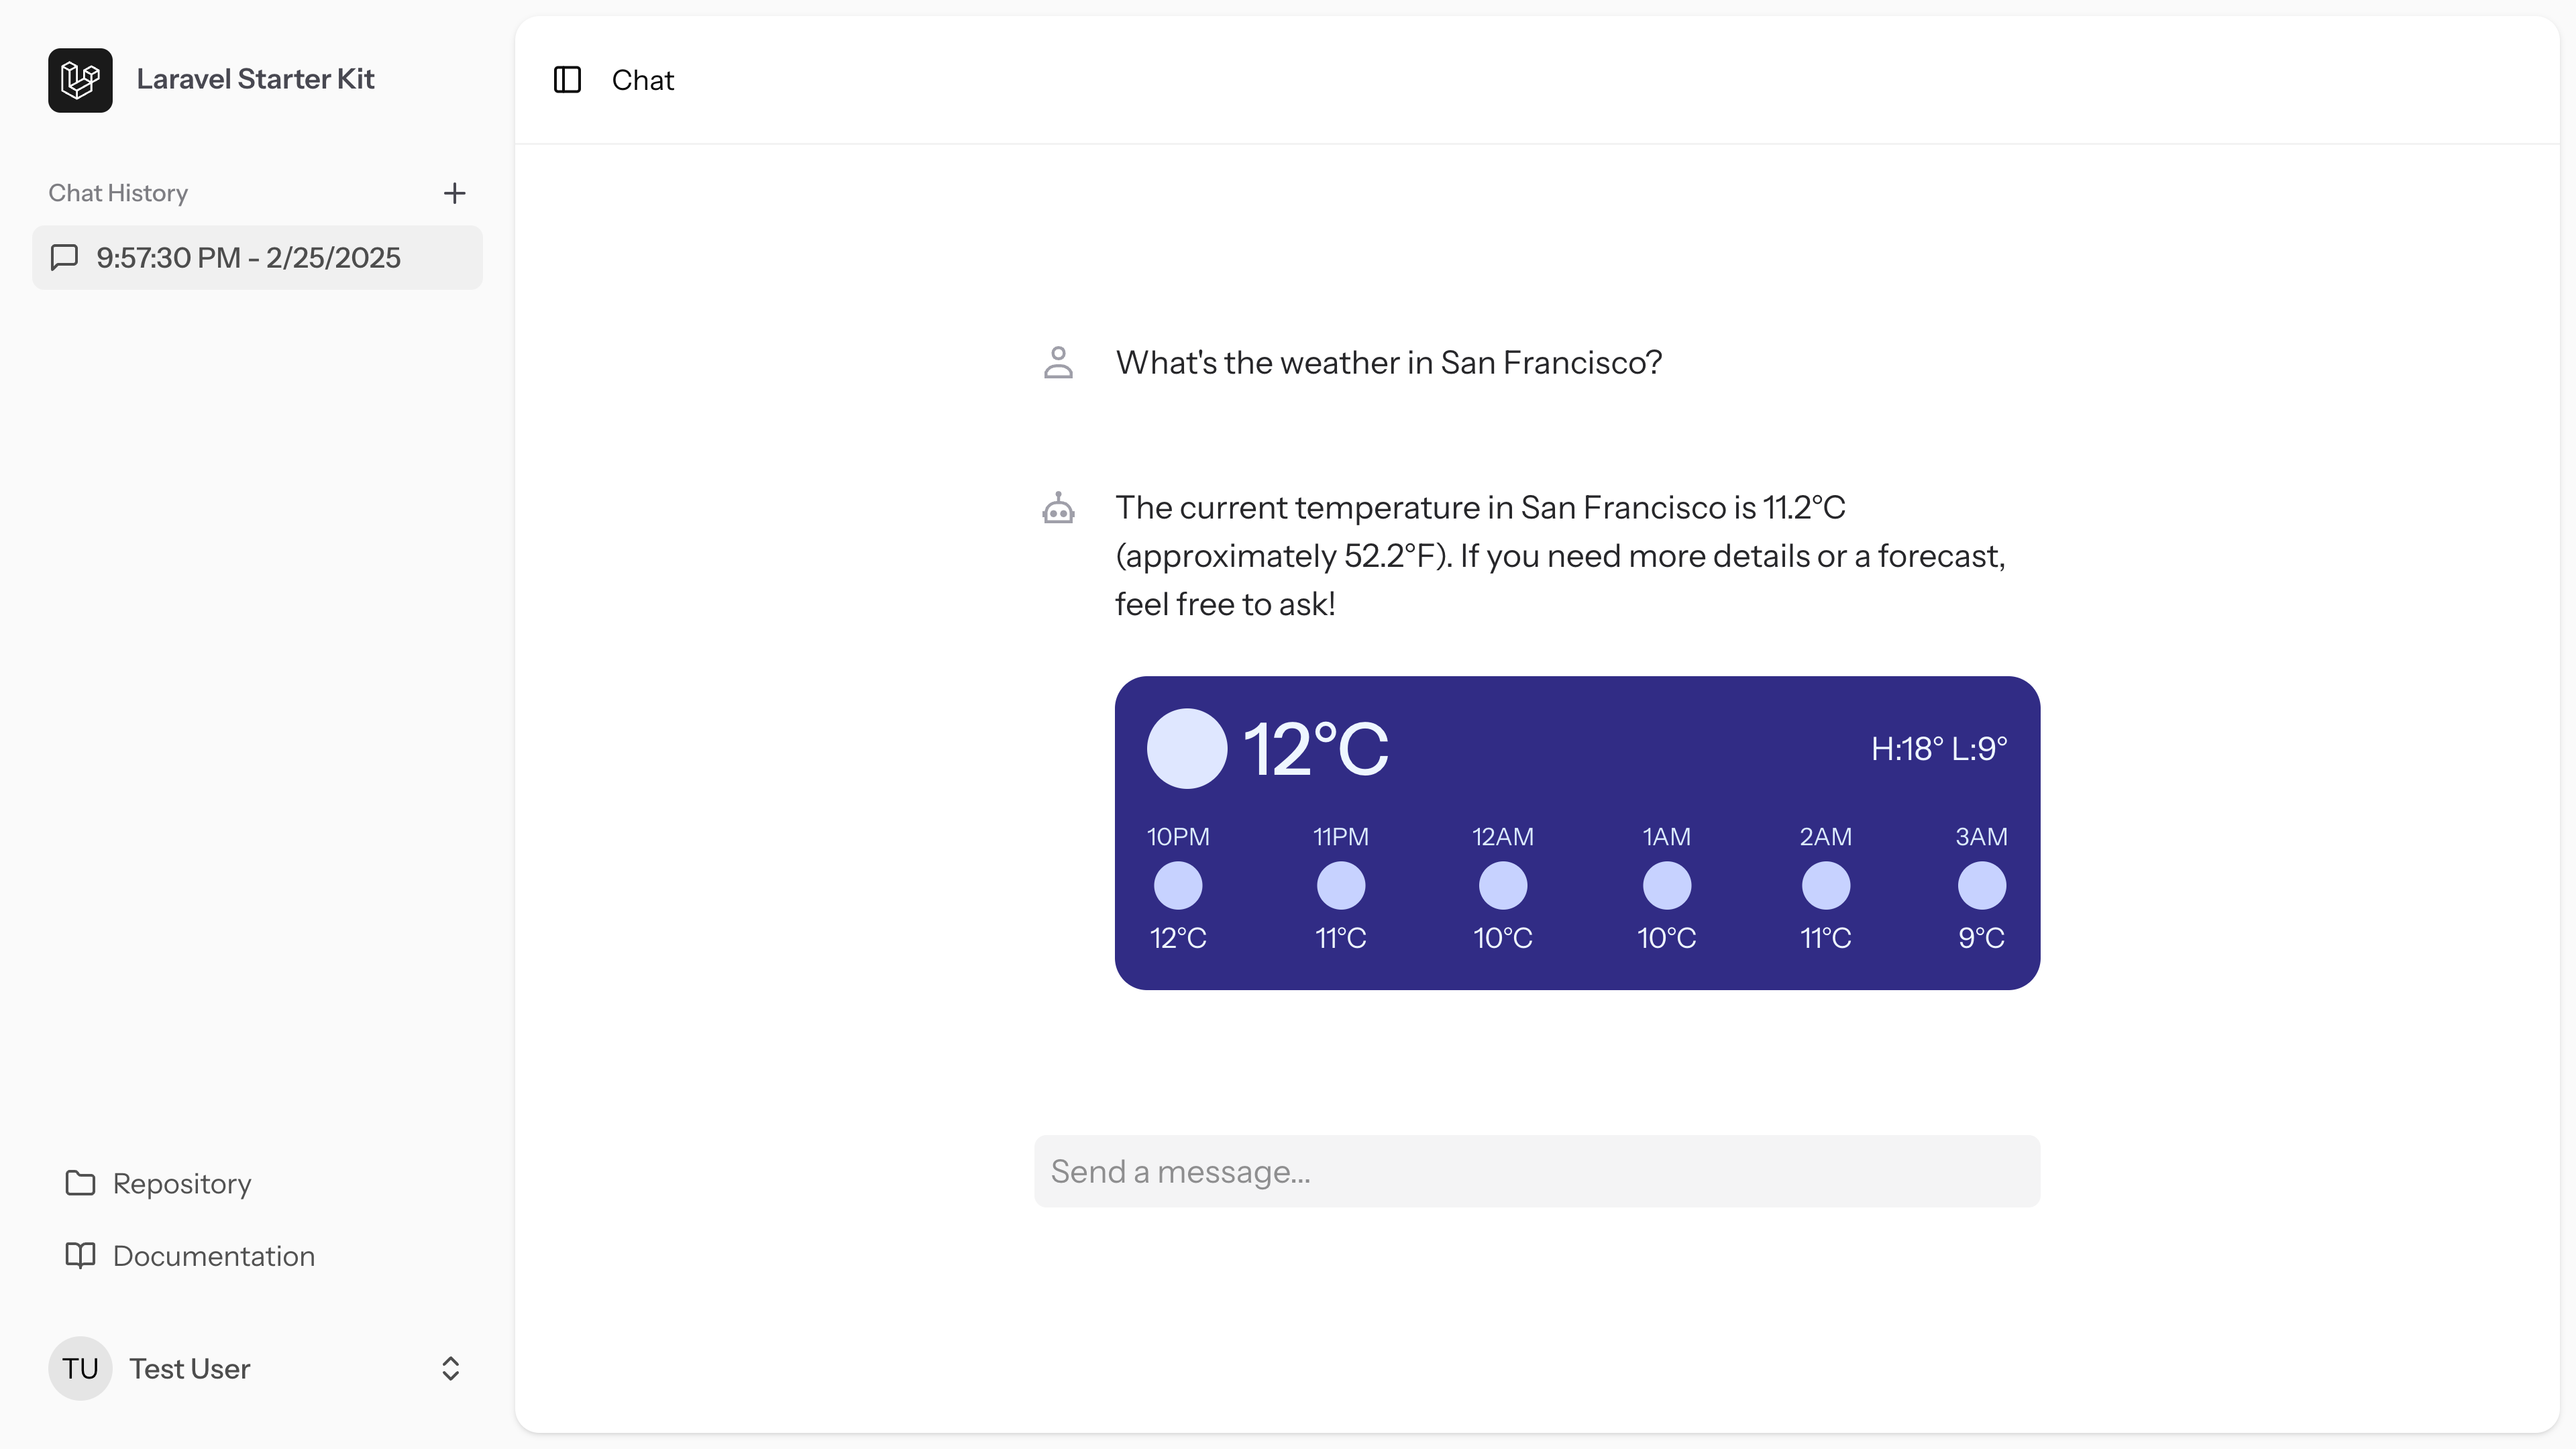 Laravel Starter Kit
Chat History
9:57:30 PM - 2/25/2025
Repository
Documentation
TU Test User
Chat
What's the weather in San Francisco?
The current temperature in San Francisco is 11.2°C
(approximately 52.2°F). If you need more details or a forecast,
feel free to ask!
12°C H:18° L:9°
10PM 11PM 12AM 1AM 2AM 3AM
12°C 11°C 10°C 10°C 11°C 9°C
Send a message...